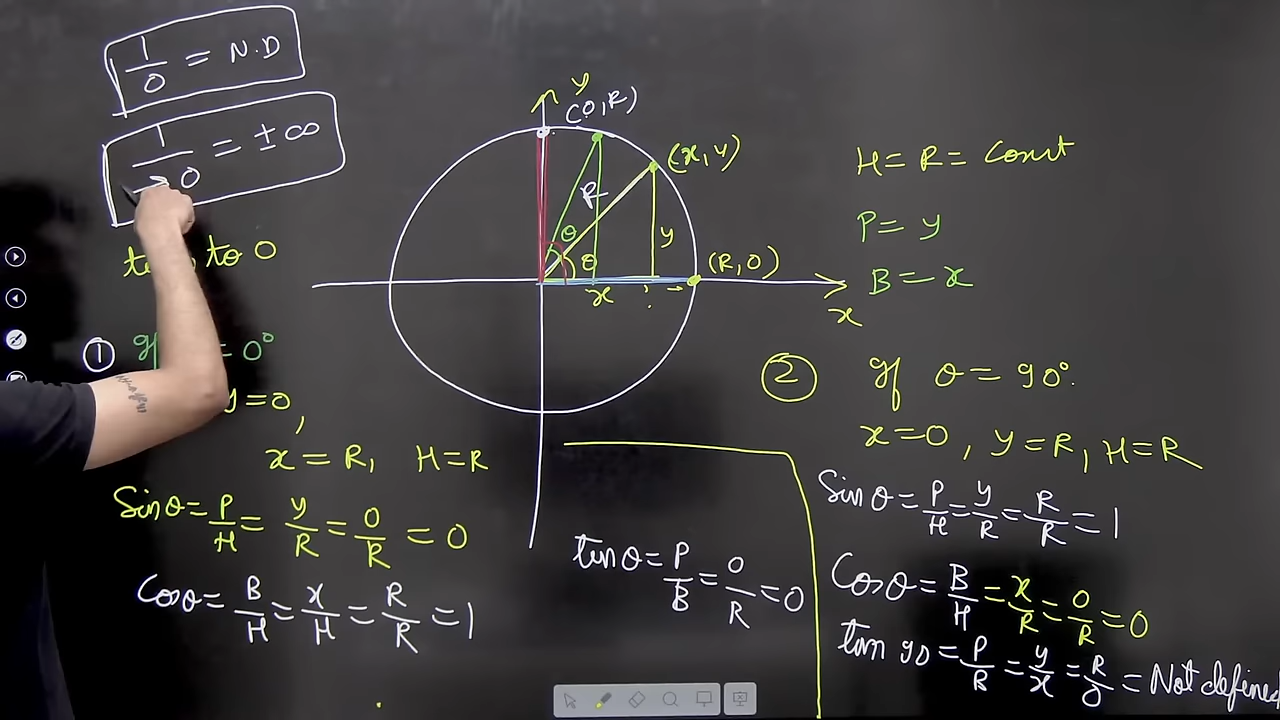 1/0 = N.D
1/→0 = ±∞
to 0
① If = 0°
y=0,
x = R, H=R
Sinθ = P/H = y/R = 0/R = 0
Cosθ = B/H = x/H = R/R = 1
y
(0,R)
(x,y)
R
θ
θ
y
(R,0)
x
x
tanθ = P/B = 0/R = 0
H = R = Const
P = y
B = x
② If θ = 90°.
x=0, y=R, H=R
Sinθ = P/H = y/R = R/R = 1
Cosθ = B/H = x/R = 0/R = 0
tan 90 = P/B = y/x = R/0 = Not defined